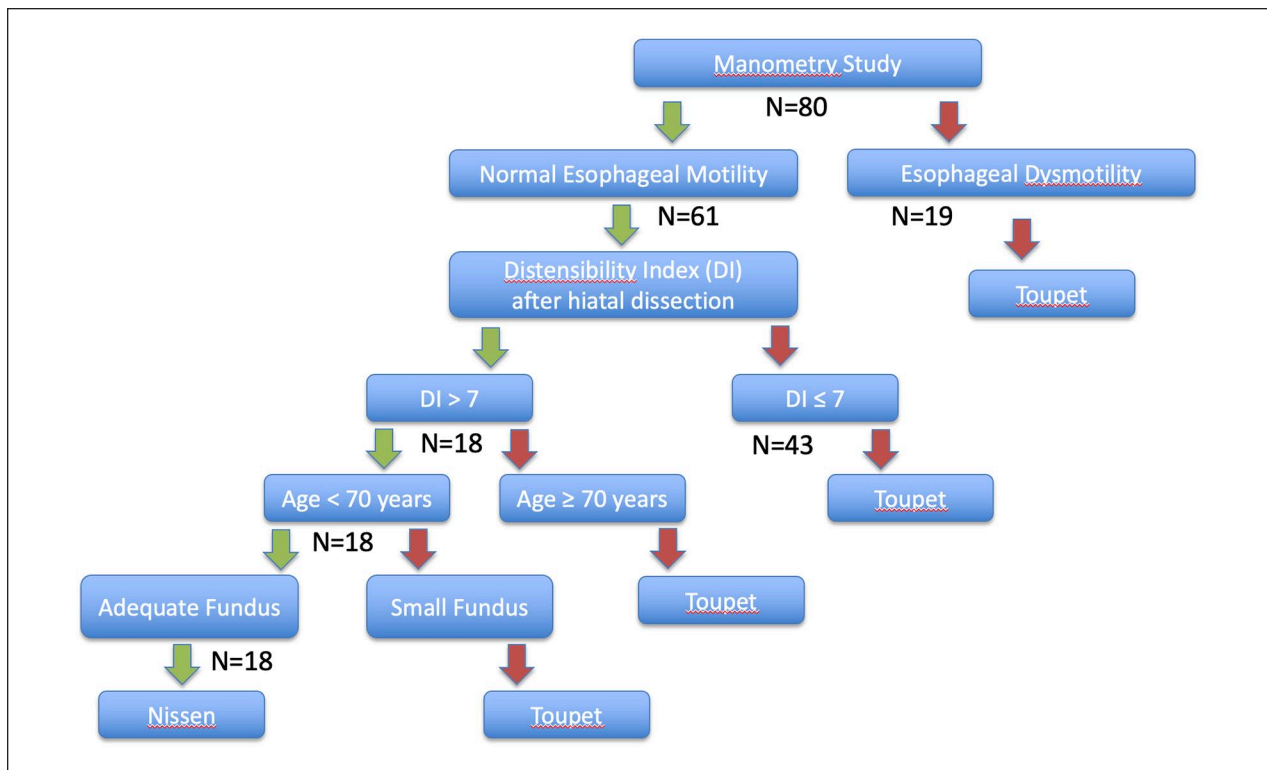 Manometry Study
N=80
Normal Esophageal Motility
Esophageal Dysmotility
N=61
N=19
Distensibility Index (DI)
after hiatal dissection
Toupet
DI > 7
DI ≤ 7
N=18
N=43
Age < 70 years
Age ≥ 70 years
Toupet
N=18
Adequate Fundus
Small Fundus
Toupet
N=18
Nissen
Toupet